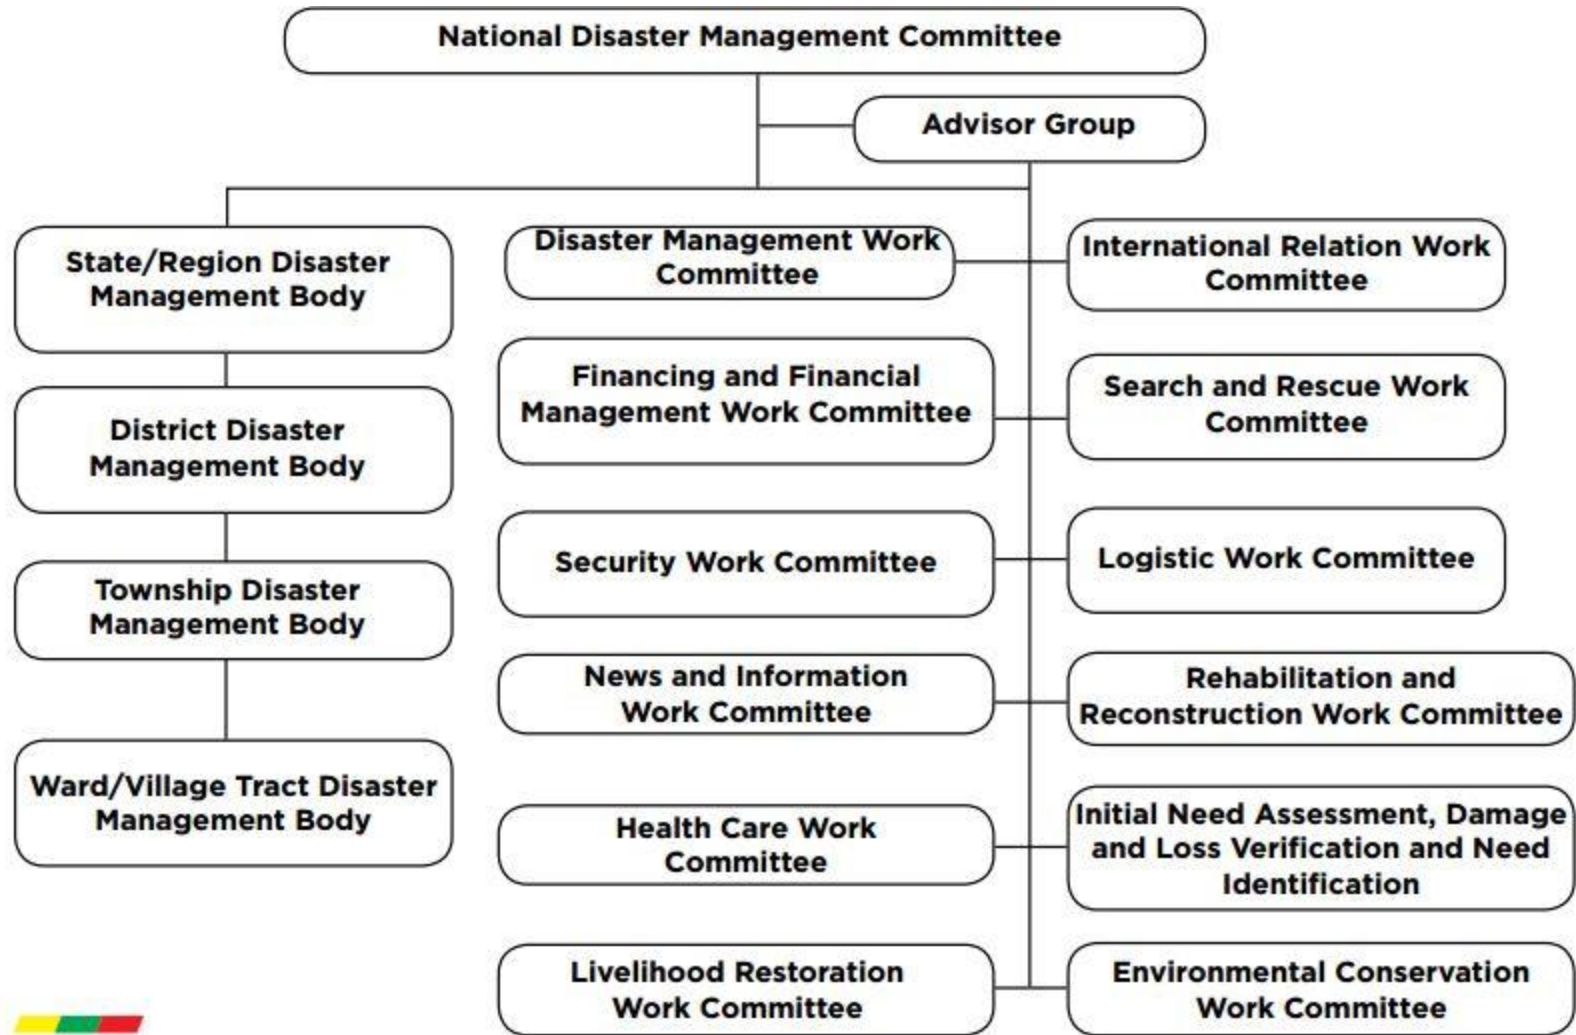 National Disaster Management Committee
Advisor Group
State/Region Disaster
Management Body
District Disaster
Management Body
Township Disaster
Management Body
Ward/Village Tract Disaster
Management Body
Disaster Management Work
Committee
International Relation Work
Committee
Financing and Financial
Management Work Committee
Search and Rescue Work
Committee
Security Work Committee
Logistic Work Committee
News and Information
Work Committee
Rehabilitation and
Reconstruction Work Committee
Health Care Work
Committee
Initial Need Assessment, Damage
and Loss Verification and Need
Identification
Livelihood Restoration
Work Committee
Environmental Conservation
Work Committee